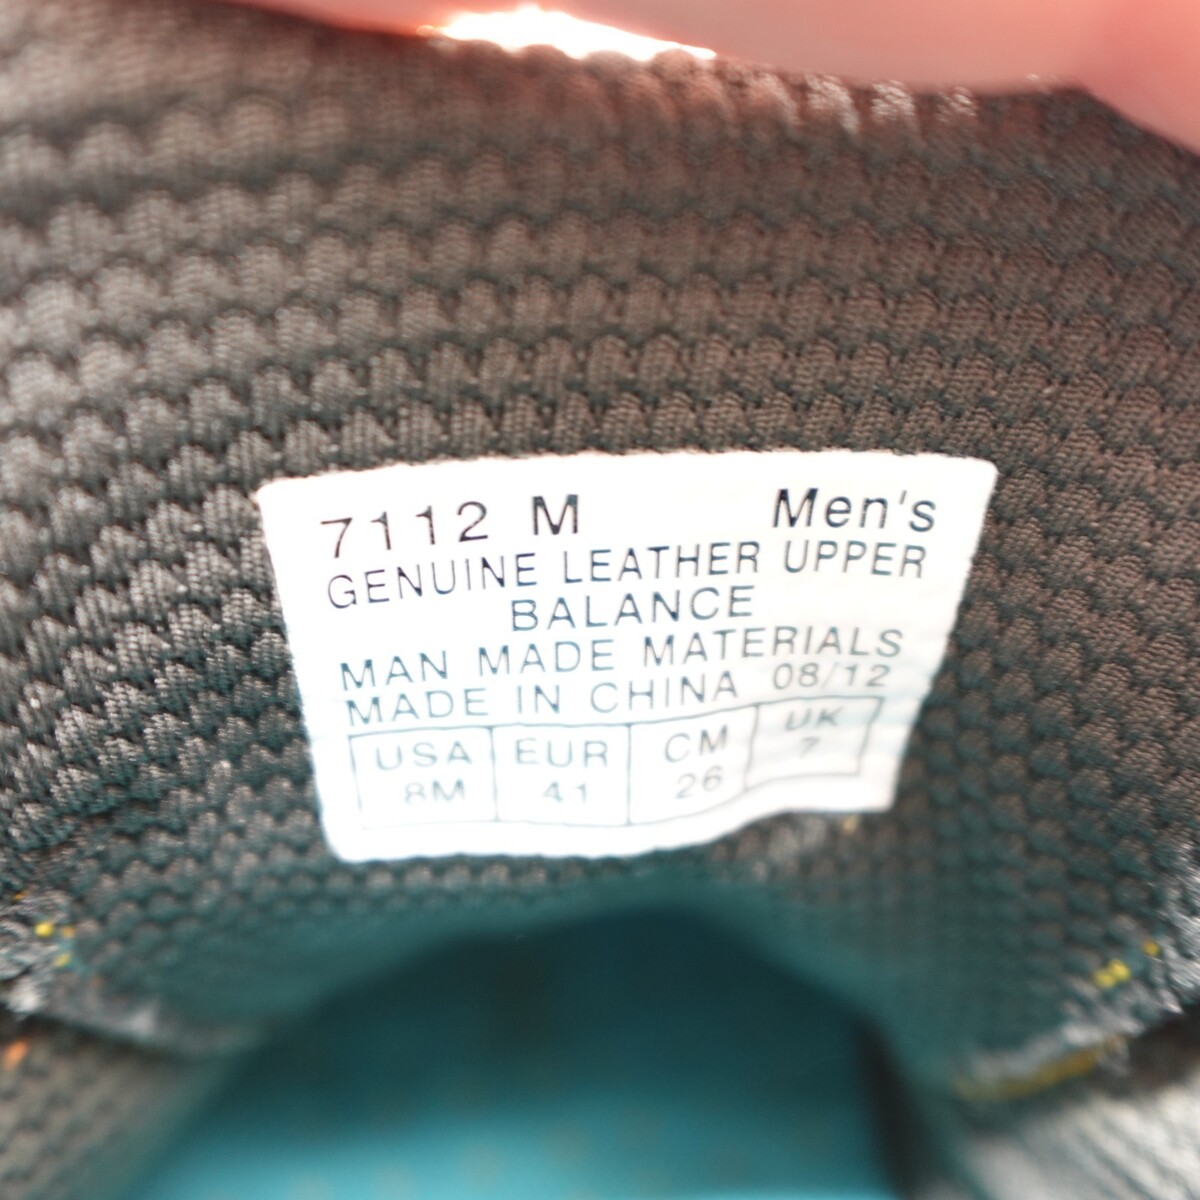 7112 M Men's
GENUINE LEATHER UPPER
BALANCE
MAN MADE MATERIALS
MADE IN CHINA 08/12
USA EUR CM UK
8M 41 26 7